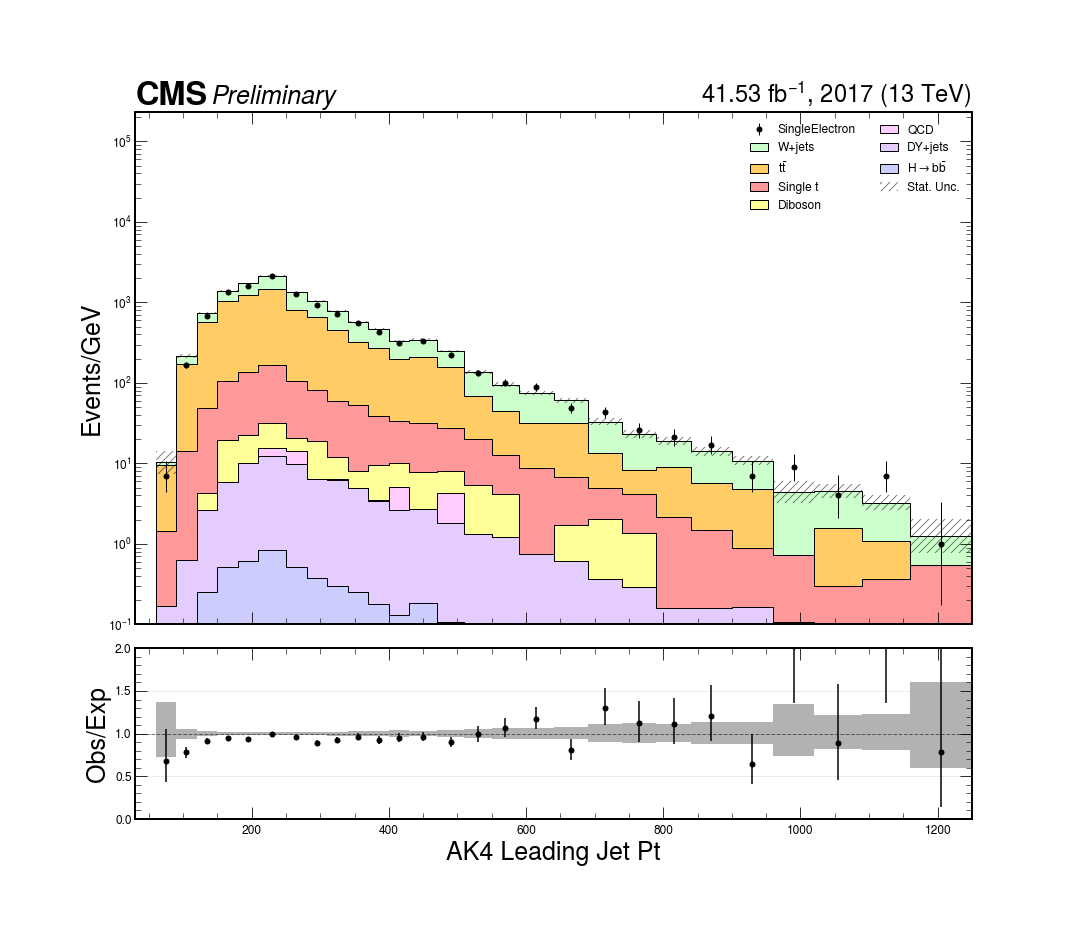 CMS Preliminary 41.53 fb⁻¹, 2017 (13 TeV)
SingleElectron QCD
W+jets DY+jets
tt̄ H→bb̄
Single t Stat. Unc.
Diboson
Events/GeV
10⁵
10⁴
10³
10²
10¹
10⁰
10⁻¹
Obs/Exp
2.0
1.5
1.0
0.5
0.0
200 400 600 800 1000 1200
AK4 Leading Jet Pt